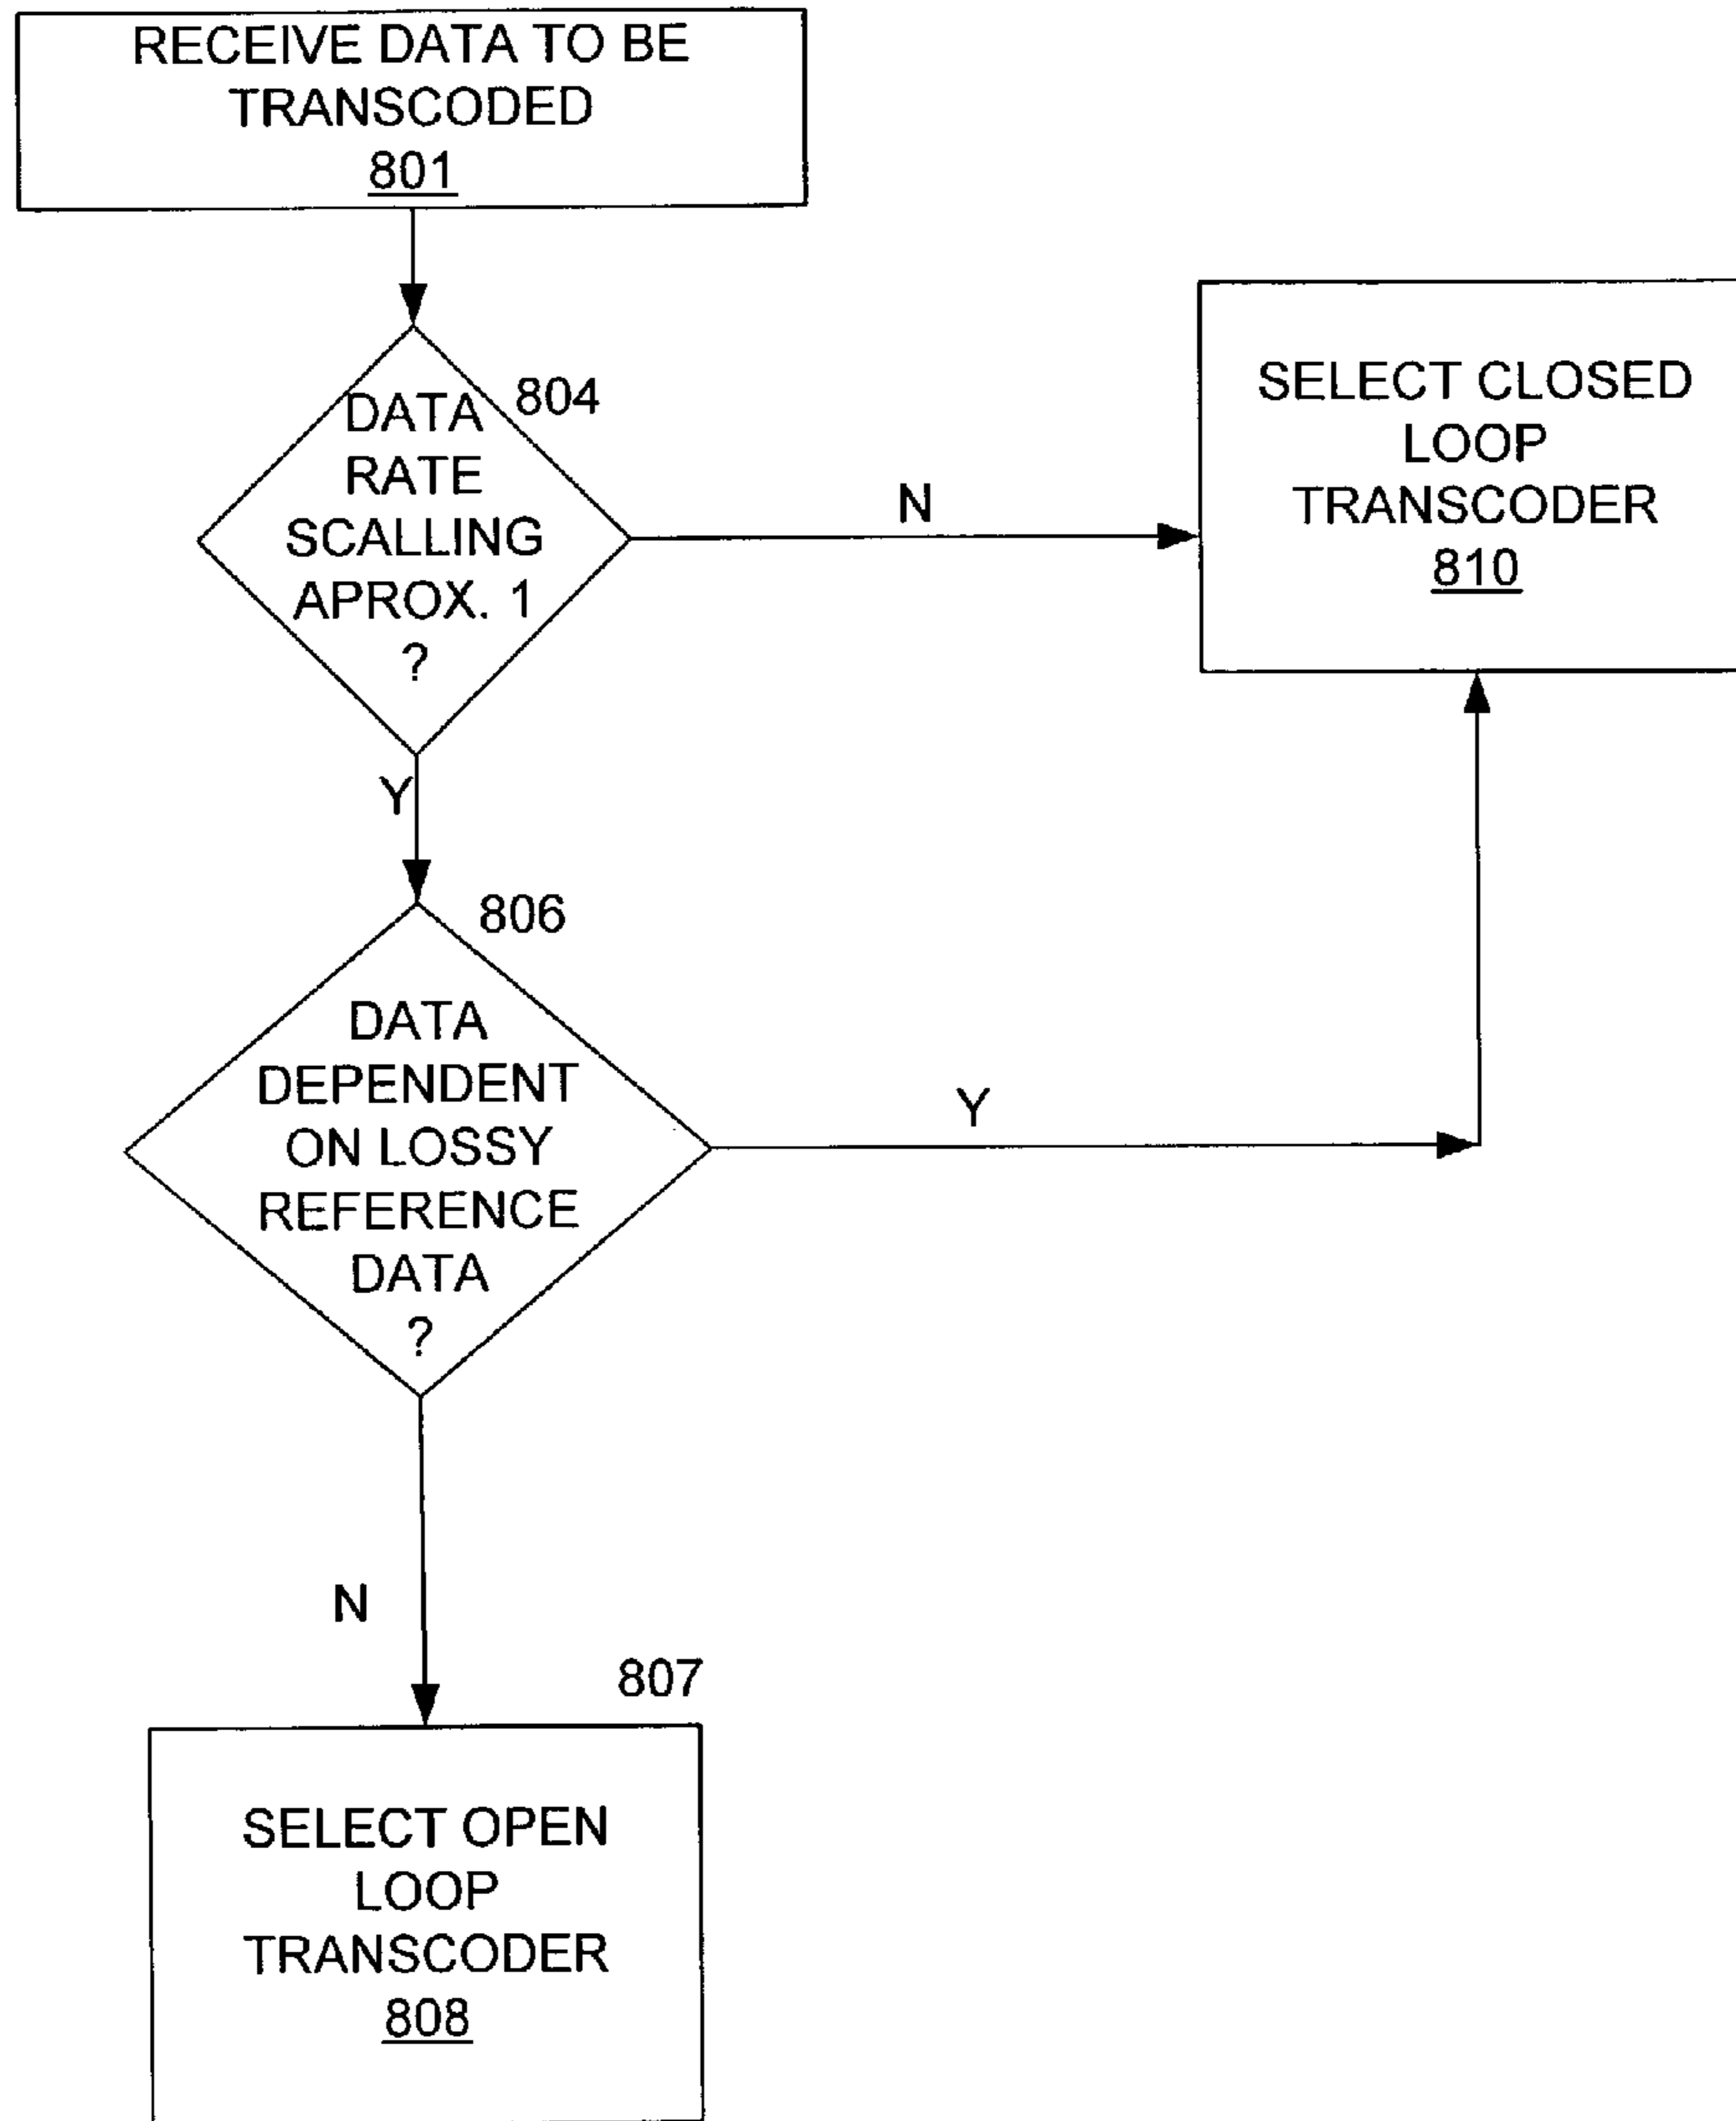 RECEIVE DATA TO BE
TRANSCODED
801
804
DATA
RATE
SCALLING
APROX. 1
?
N
SELECT CLOSED
LOOP
TRANSCODER
810
Y
806
DATA
DEPENDENT
ON LOSSY
REFERENCE
DATA
?
Y
N
807
SELECT OPEN
LOOP
TRANSCODER
808